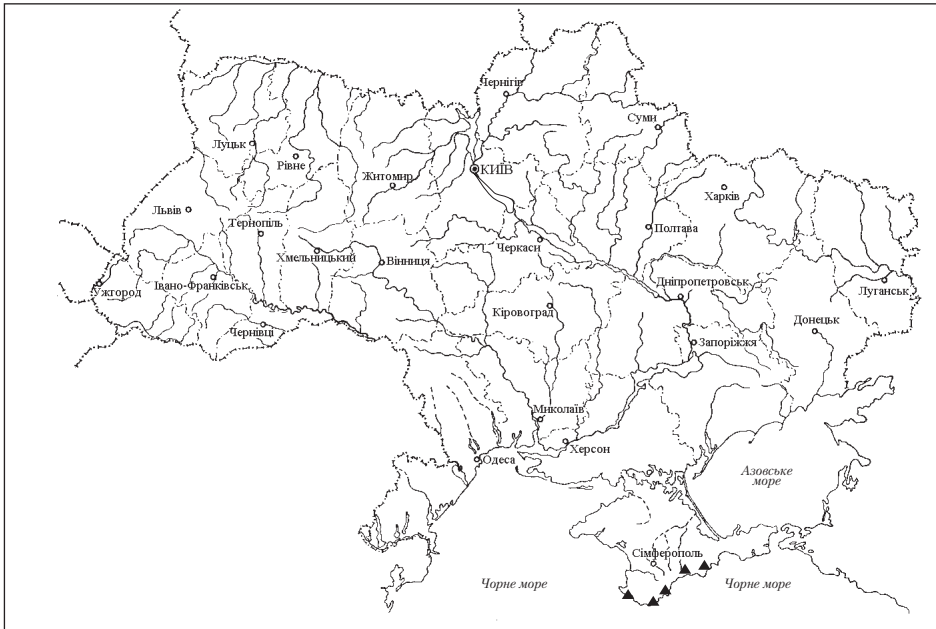 Чернігів
Суми
Луцьк
Рівне
КИЇВ
Житомир
Харків
Львів
Тернопіль
Полтава
Черкаси
Хмельницький
Вінниця
Ужгород
Івано-Франківськ
Дніпропетровськ
Луганськ
Кіровоград
Донецьк
Чернівці
Запоріжжя
Миколаїв
Херсон
Одеса
Азовське
море
Сімферополь
Чорне море
Чорне море